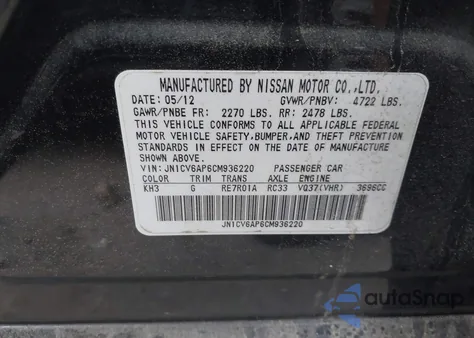 MANUFACTURED BY NISSAN MOTOR CO.,LTD.
DATE: 05/12 GVWR/PNBV: 4722 LBS.
GAWR/PNBE FR: 2270 LBS. RR: 2478 LBS.
THIS VEHICLE CONFORMS TO ALL APPLICABLE FEDERAL
MOTOR VEHICLE SAFETY,BUMPER,AND THEFT PREVENTION
STANDARDS IN EFFECT ON THE DATE OF MANUFACTURE
SHOWN ABOVE.
VIN: JN1CV6AP6CM936220 PASSENGER CAR
COLOR TRIM TRANS AXLE ENGINE
KH3 G RE7R01A RC33 VQ37(VHR) 3696CC
JN1CV6AP6CM936220
autoSnap